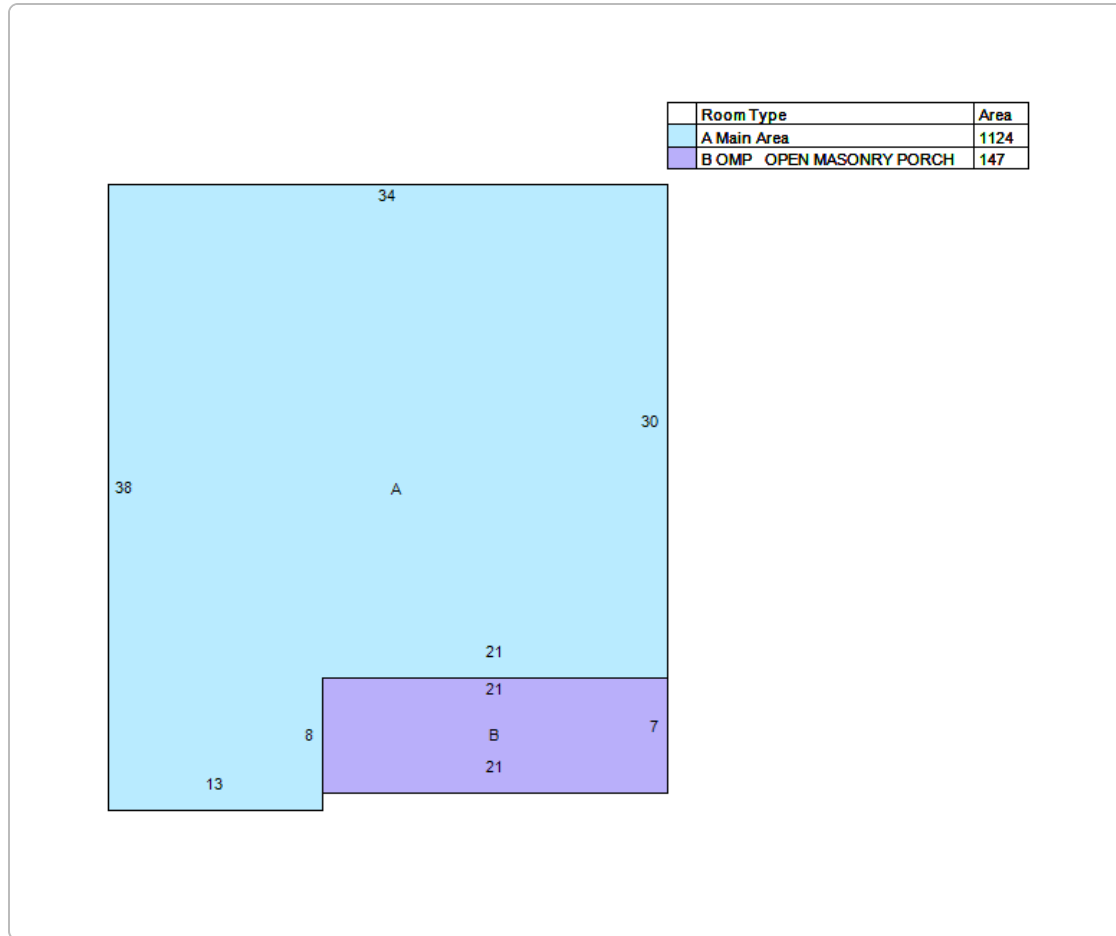 Room Type Area
A Main Area 1124
B OMP OPEN MASONRY PORCH 147
34
30
38
A
21
21
7
8
B
21
13